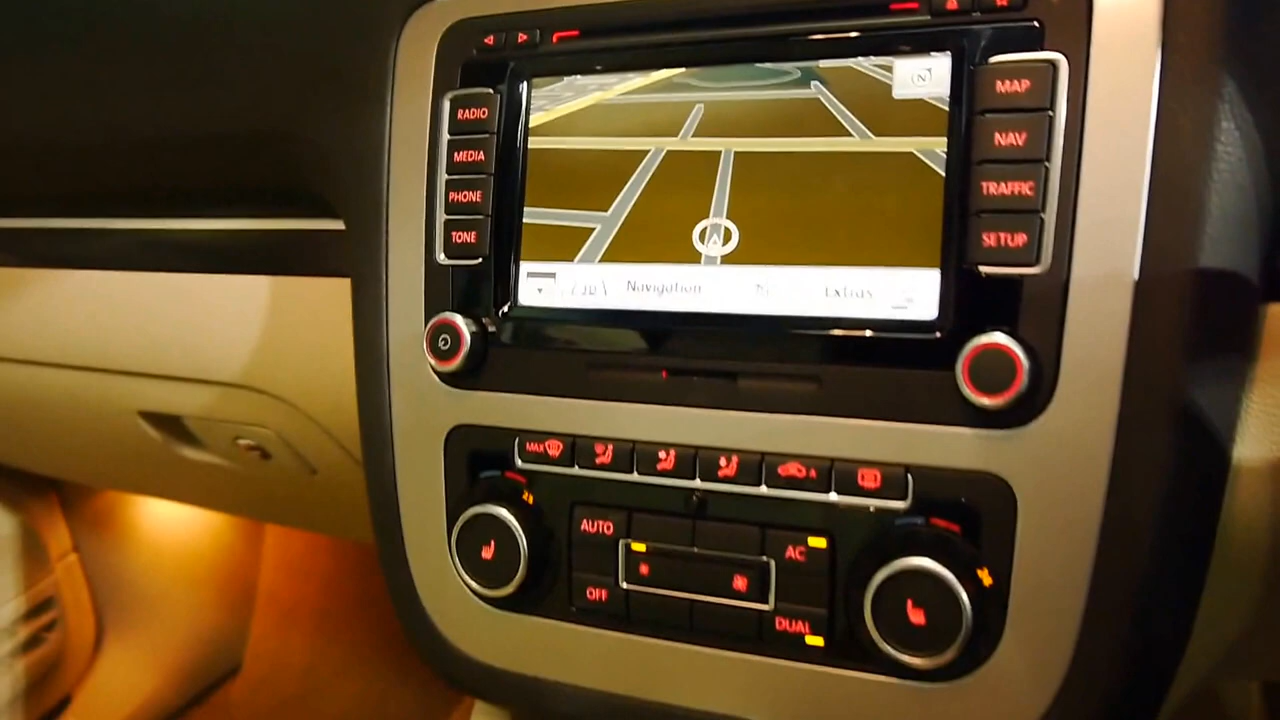 RADIO
MEDIA
PHONE
TONE
MAP
NAV
TRAFFIC
SETUP
N
Navigation
Extras
MAX
A
AUTO
OFF
AC
DUAL